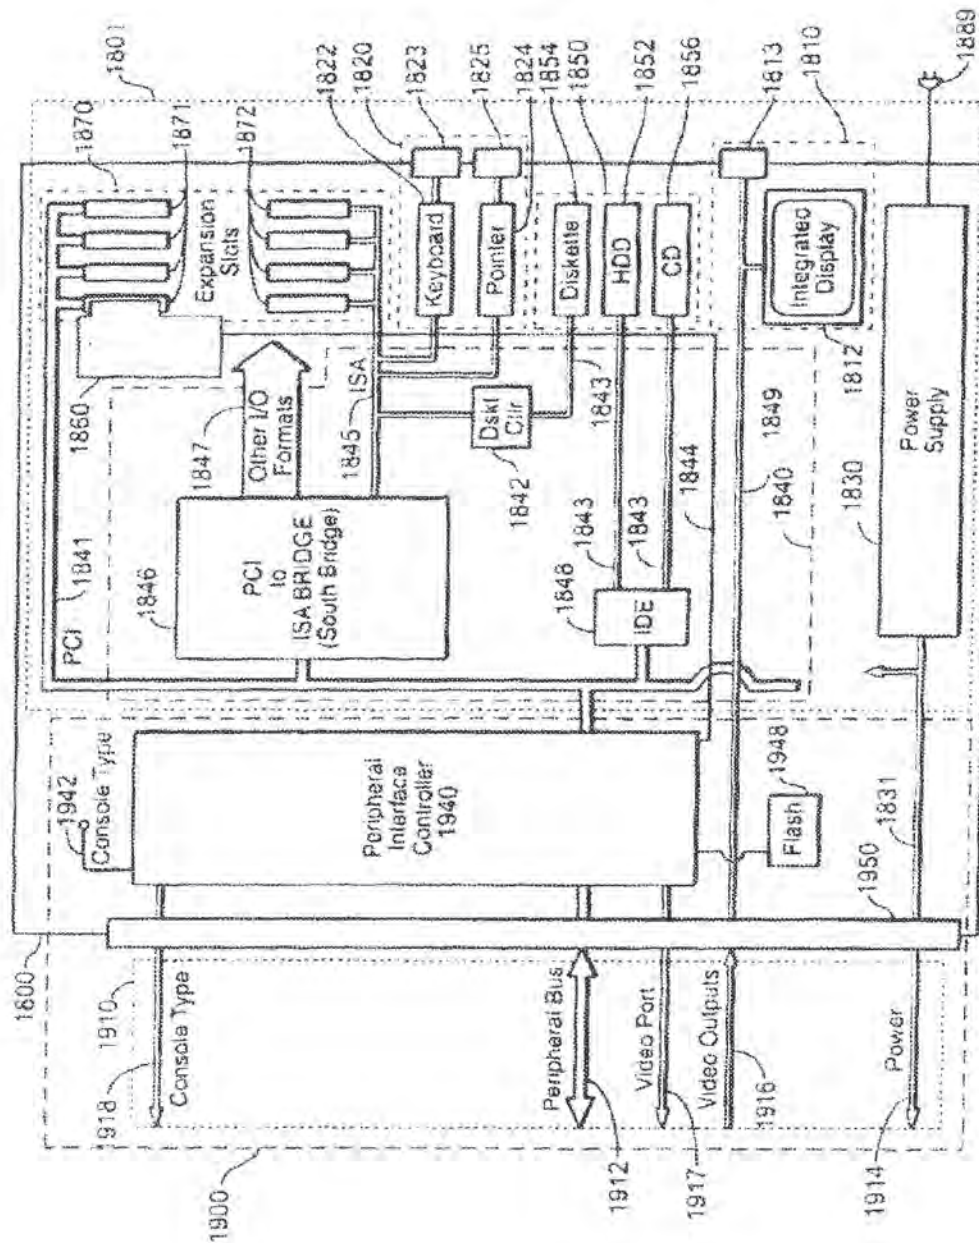 1900
1918
1910
1800
1942
Console Type
Console Type
Peripheral Bus
1912
Video Port
1917
Video Outputs
1916
Power
1914
Peripheral
Interface
Controller
1940
Flash
1948
1950
1831
PCI
1841
1846
PCI
to
ISA BRIDGE
(South Bridge)
1847
Other I/O
Formats
1845
ISA
1860
1870
1801
1871
Expansion
Slots
1872
1822
1820
1823
1825
1824
1854
1850
1852
1856
1813
1810
1889
Keyboard
Pointer
Diskette
HDD
CD
Integrated
Display
1812
Dskt
Ctlr
1842
1843
1843
1843
1848
IDE
1844
1849
1840
1830
Power
Supply